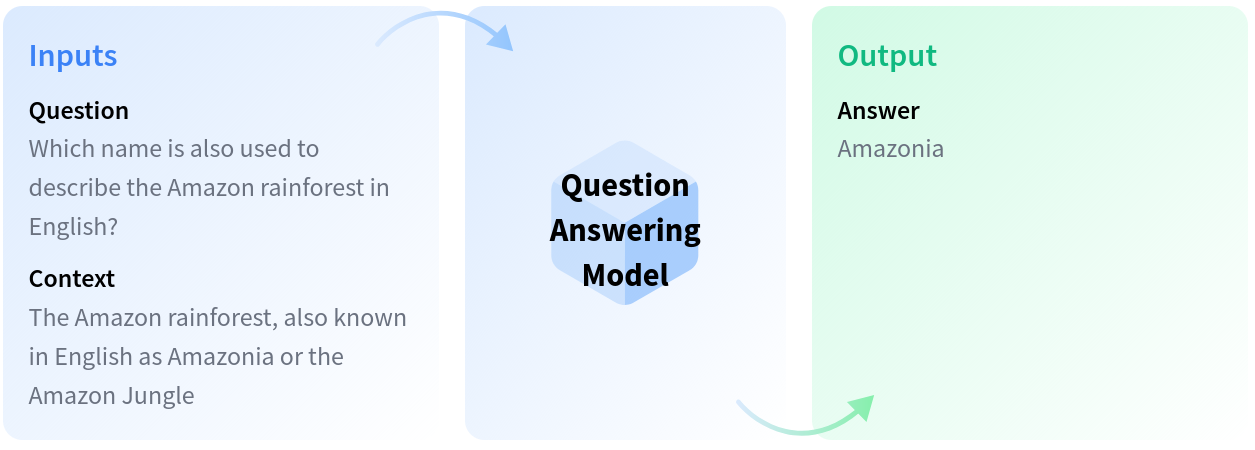 Inputs
Question
Which name is also used to
describe the Amazon rainforest in
English?
Context
The Amazon rainforest, also known
in English as Amazonia or the
Amazon Jungle
Question
Answering
Model
Output
Answer
Amazonia